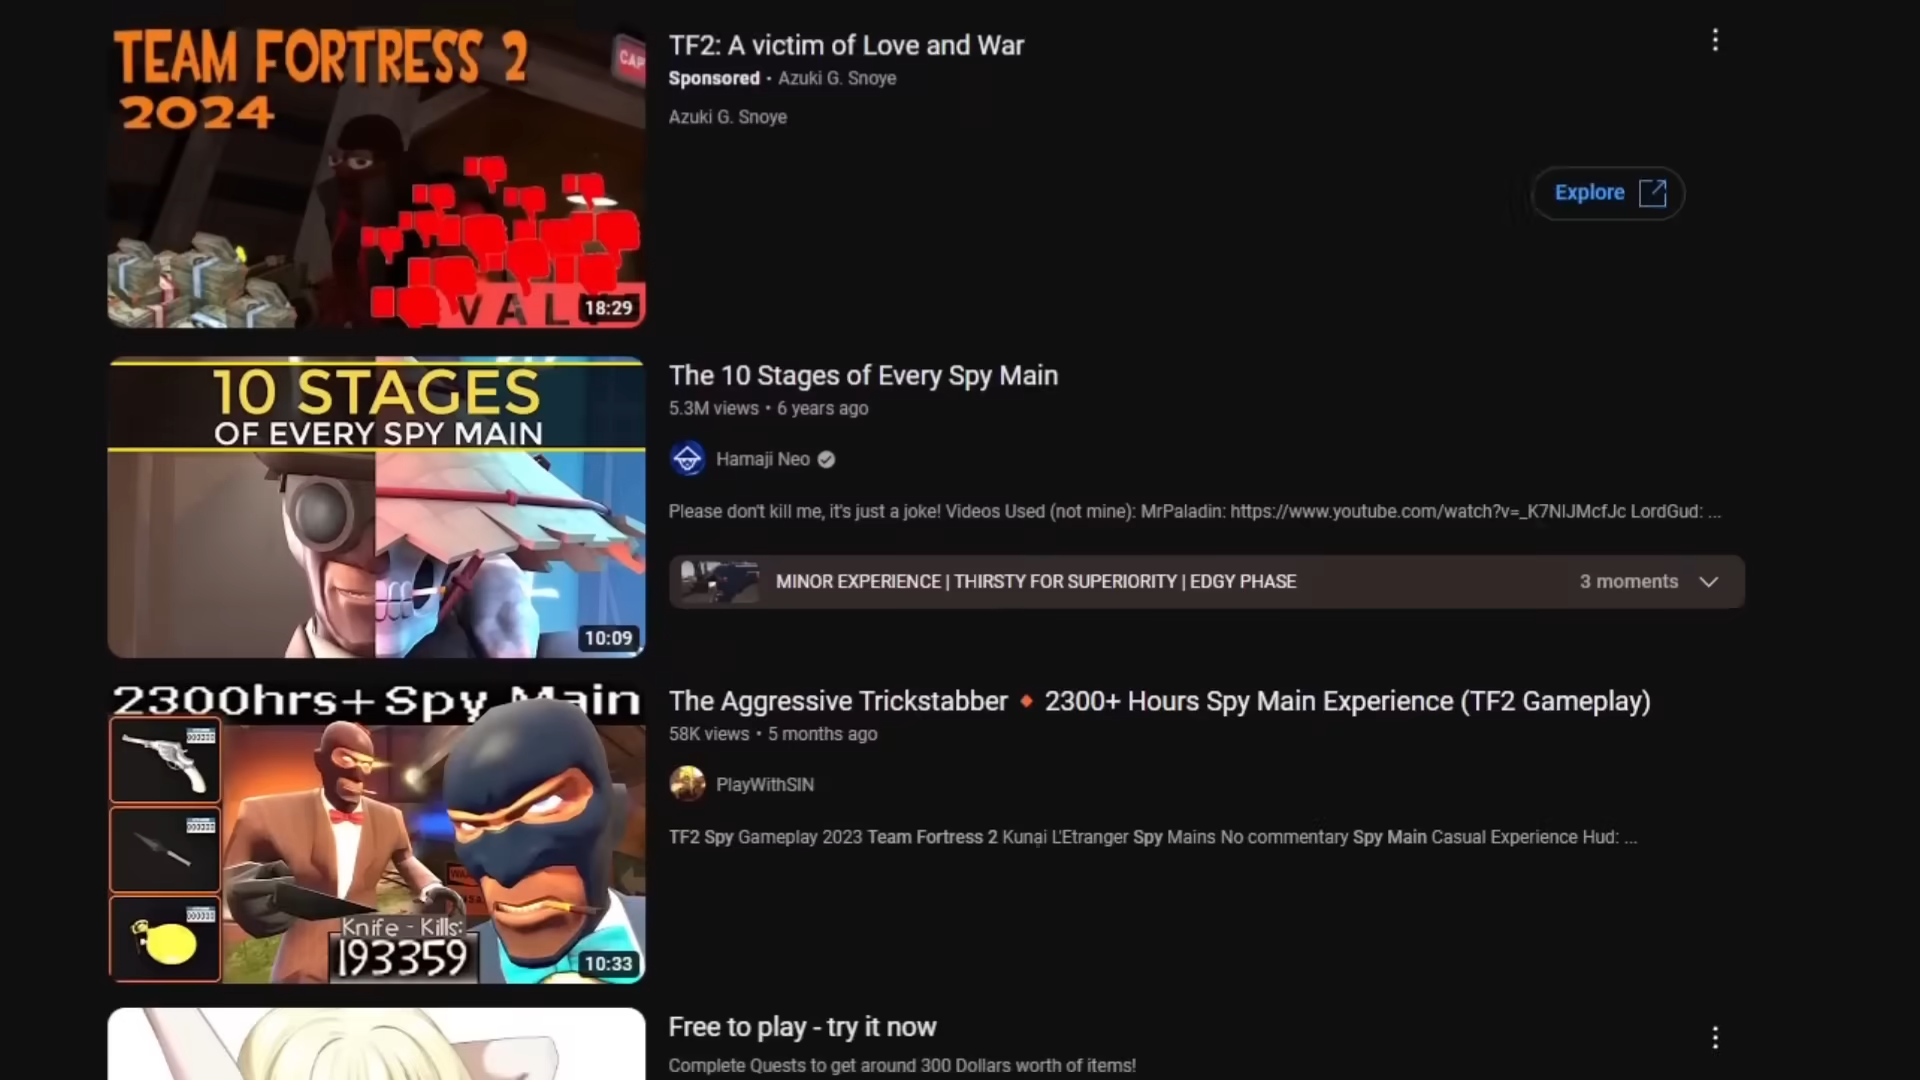 TEAM FORTRESS 2
2024
CAP
VAL
18:29
TF2: A victim of Love and War
Sponsored • Azuki G. Snoye
Azuki G. Snoye
Explore
10 STAGES
OF EVERY SPY MAIN
10:09
The 10 Stages of Every Spy Main
5.3M views • 6 years ago
Hamaji Neo
Please don't kill me, it's just a joke! Videos Used (not mine): MrPaladin: https://www.youtube.com/watch?v=_K7NIJMcfJc LordGud: ...
MINOR EXPERIENCE | THIRSTY FOR SUPERIORITY | EDGY PHASE
3 moments
2300hrs+ Spy Main
Knife - Kills:
193359
10:33
The Aggressive Trickstabber 🔸 2300+ Hours Spy Main Experience (TF2 Gameplay)
58K views • 5 months ago
PlayWithSIN
TF2 Spy Gameplay 2023 Team Fortress 2 Kunai L'Etranger Spy Mains No commentary Spy Main Casual Experience Hud: ...
Free to play - try it now
Complete Quests to get around 300 Dollars worth of items!